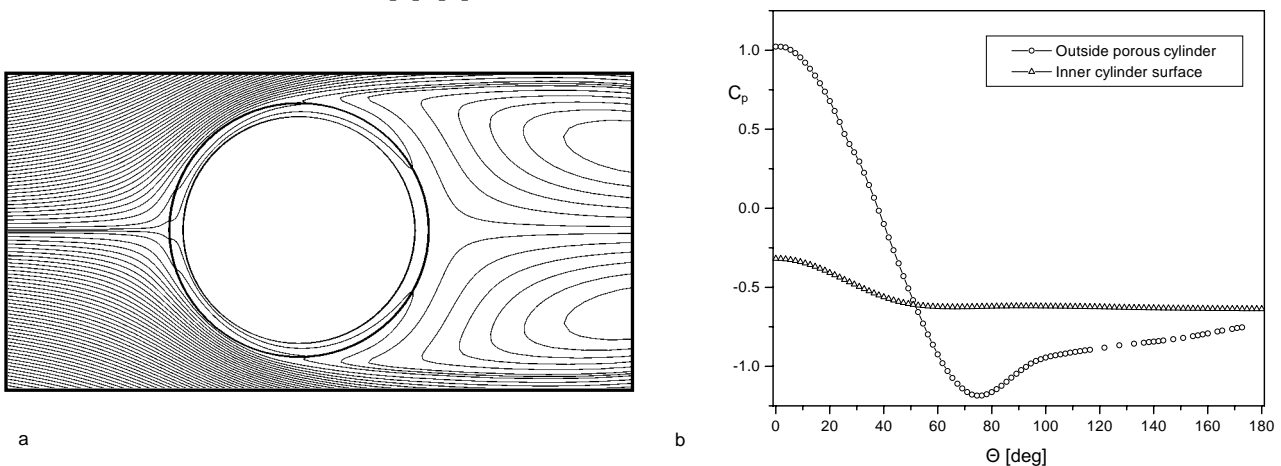 a
b
1.0
0.5
0.0
-0.5
-1.0
Cp
Outside porous cylinder
Inner cylinder surface
0 20 40 60 80 100 120 140 160 180
Θ [deg]